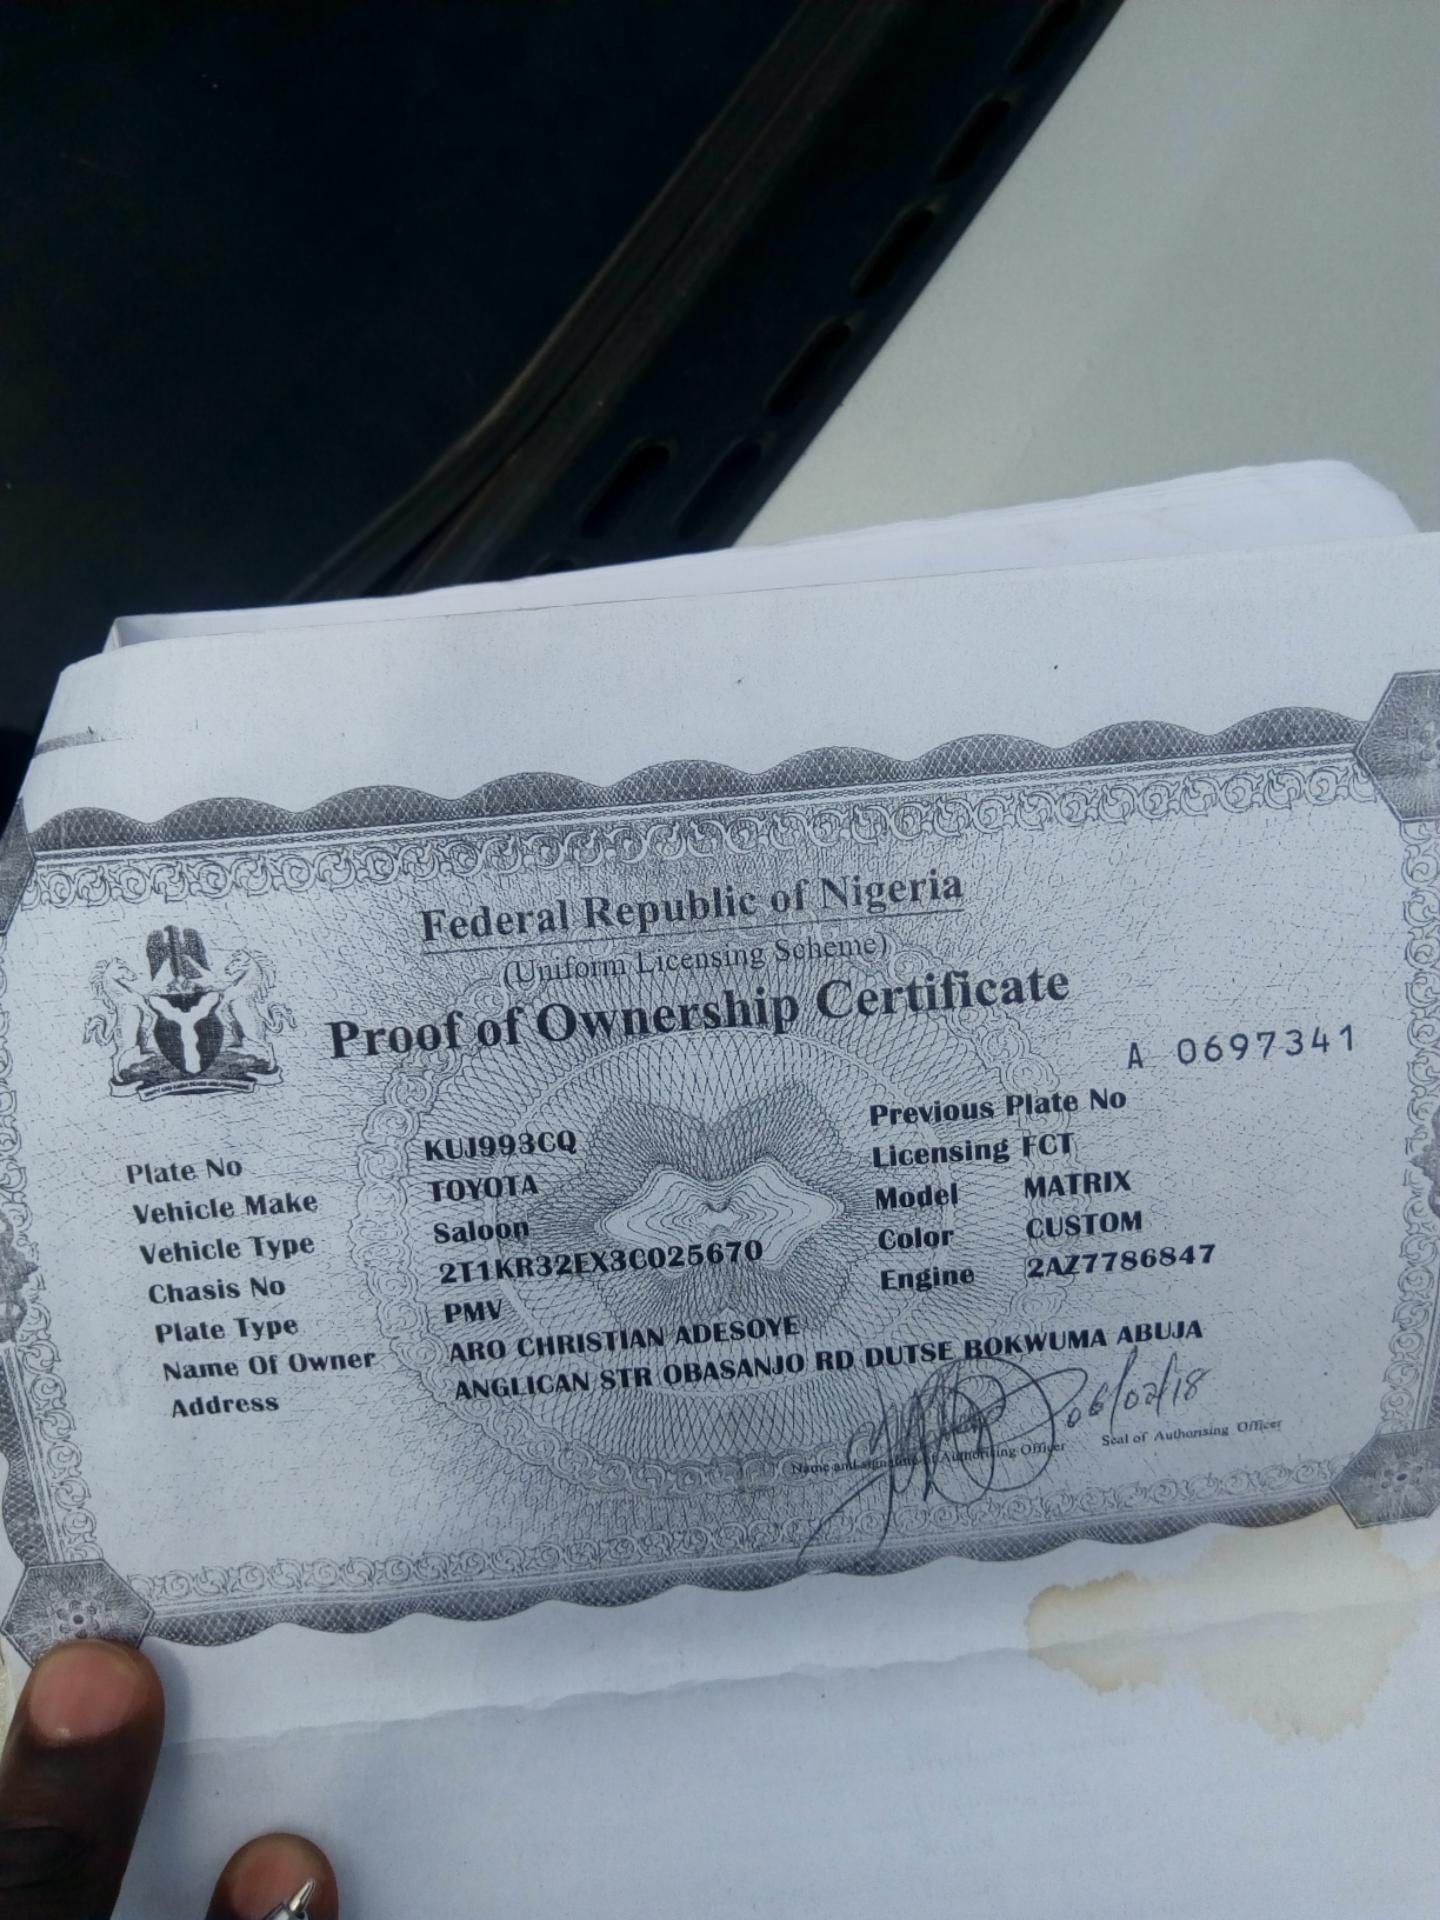 Federal Republic of Nigeria
(Uniform Licensing Scheme)
Proof of Ownership Certificate
A 0697341
Plate No KUJ993CQ Previous Plate No
Vehicle Make TOYOTA Licensing FCT
Vehicle Type Saloon Model MATRIX
Chasis No 2T1KR32EX3C025670 Color CUSTOM
Plate Type PMV Engine 2AZ7786847
Name Of Owner ARO CHRISTIAN ADESOYE
Address ANGLICAN STR OBASANJO RD DUTSE BOKWUMA ABUJA
06/02/18
Name and signature of Authorising Officer Seal of Authorising Officer